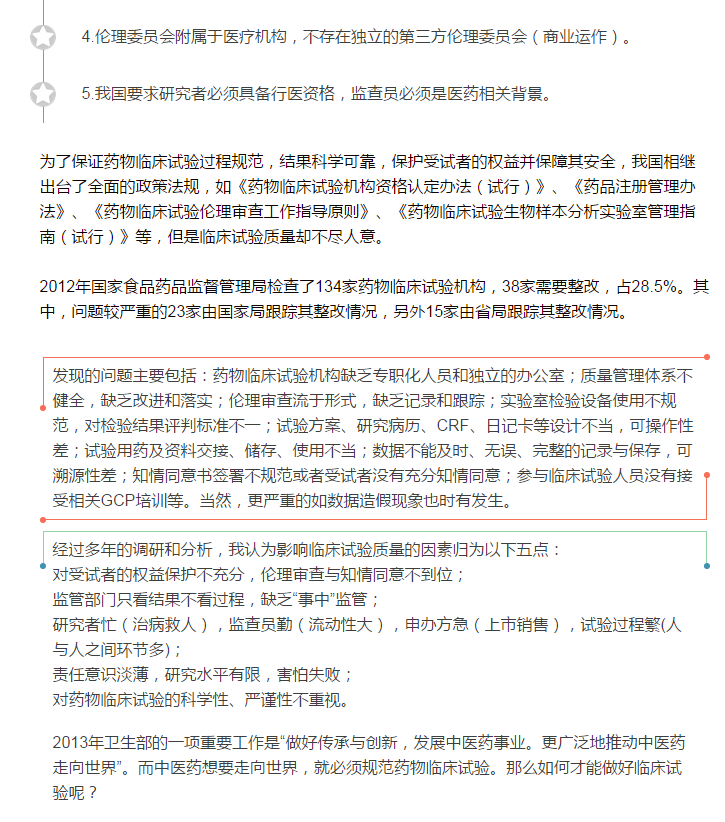 4.伦理委员会附属于医疗机构，不存在独立的第三方伦理委员会（商业运作）。
5.我国要求研究者必须具备行医资格，监查员必须是医药相关背景。
为了保证药物临床试验过程规范，结果科学可靠，保护受试者的权益并保障其安全，我国相继
出台了全面的政策法规，如《药物临床试验机构资格认定办法（试行）》、《药品注册管理办
法》、《药物临床试验伦理审查工作指导原则》、《药物临床试验生物样本分析实验室管理指
南（试行）》等，但是临床试验质量却不尽人意。
2012年国家食品药品监督管理局检查了134家药物临床试验机构，38家需要整改，占28.5%。其
中，问题较严重的23家由国家局跟踪其整改情况，另外15家由省局跟踪其整改情况。
发现的问题主要包括：药物临床试验机构缺乏专职化人员和独立的办公室；质量管理体系不
健全，缺乏改进和落实；伦理审查流于形式，缺乏记录和跟踪；实验室检验设备使用不规
范，对检验结果评判标准不一；试验方案、研究病历、CRF、日记卡等设计不当，可操作性
差；试验用药及资料交接、储存、使用不当；数据不能及时、无误、完整的记录与保存，可
溯源性差；知情同意书签署不规范或者受试者没有充分知情同意；参与临床试验人员没有接
受相关GCP培训等。当然，更严重的如数据造假现象也时有发生。
经过多年的调研和分析，我认为影响临床试验质量的因素归为以下五点：
对受试者的权益保护不充分，伦理审查与知情同意不到位；
监管部门只看结果不看过程，缺乏“事中”监管；
研究者忙（治病救人），监查员勤（流动性大），申办方急（上市销售），试验过程繁(人
与人之间环节多)；
责任意识淡薄，研究水平有限，害怕失败；
对药物临床试验的科学性、严谨性不重视。
2013年卫生部的一项重要工作是“做好传承与创新，发展中医药事业。更广泛地推动中医药
走向世界”。而中医药想要走向世界，就必须规范药物临床试验。那么如何才能做好临床试
验呢？